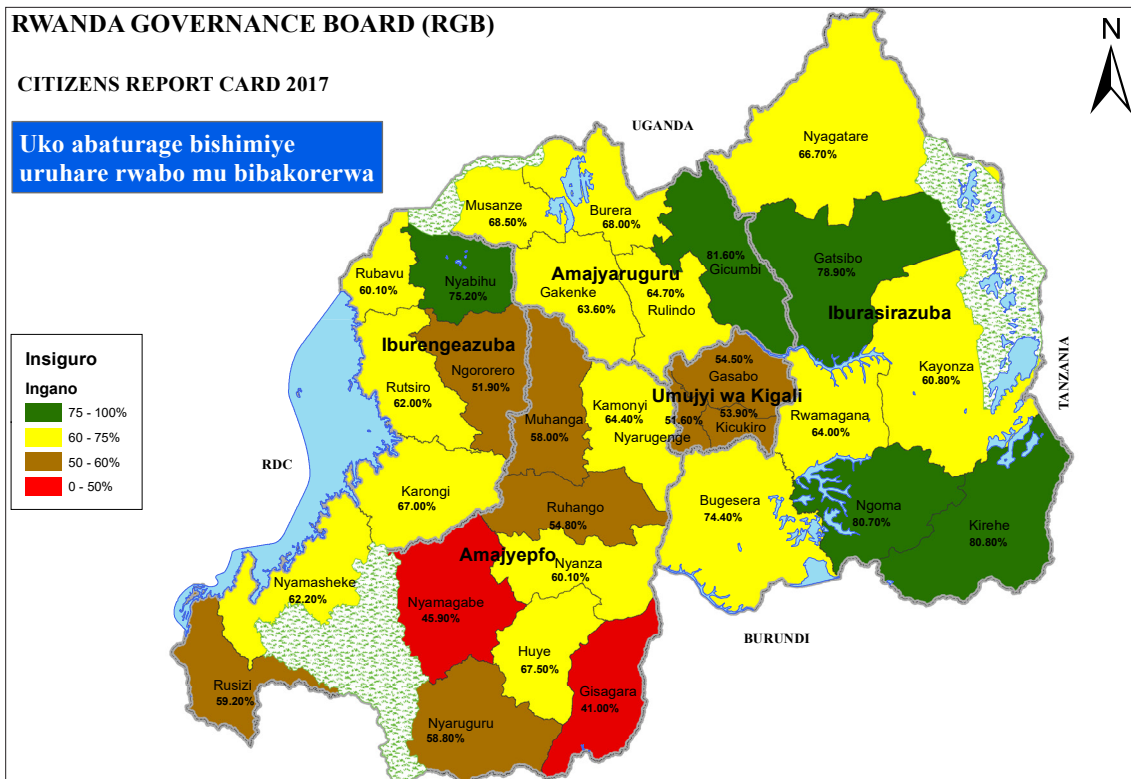 RWANDA GOVERNANCE BOARD (RGB)
CITIZENS REPORT CARD 2017
Uko abaturage bishimiye
uruhare rwabo mu bibakorerwa
N
UGANDA
Nyagatare
66.70%
Musanze
68.50%
Burera
68.00%
81.60%
Gicumbi
Gatsibo
78.90%
Rubavu
60.10%
Nyabihu
75.20%
Amajyaruguru
Gakenke
63.60%
64.70%
Rulindo
Iburasirazuba
Iburengeazuba
Ngororero
51.90%
Rutsiro
62.00%
Kayonza
60.80%
TANZANIA
54.50%
Gasabo
Umujyi wa Kigali
51.60%
53.90%
Kicukiro
Muhanga
58.00%
Kamonyi
64.40%
Nyarugenge
Rwamagana
64.00%
RDC
Karongi
67.00%
Ruhango
54.80%
Bugesera
74.40%
Ngoma
80.70%
Kirehe
80.80%
Amajyepfo
Nyanza
60.10%
Nyamasheke
62.20%
Nyamagabe
45.90%
BURUNDI
Huye
67.50%
Rusizi
59.20%
Gisagara
41.00%
Nyaruguru
58.80%
Insiguro
Ingano
75 - 100%
60 - 75%
50 - 60%
0 - 50%